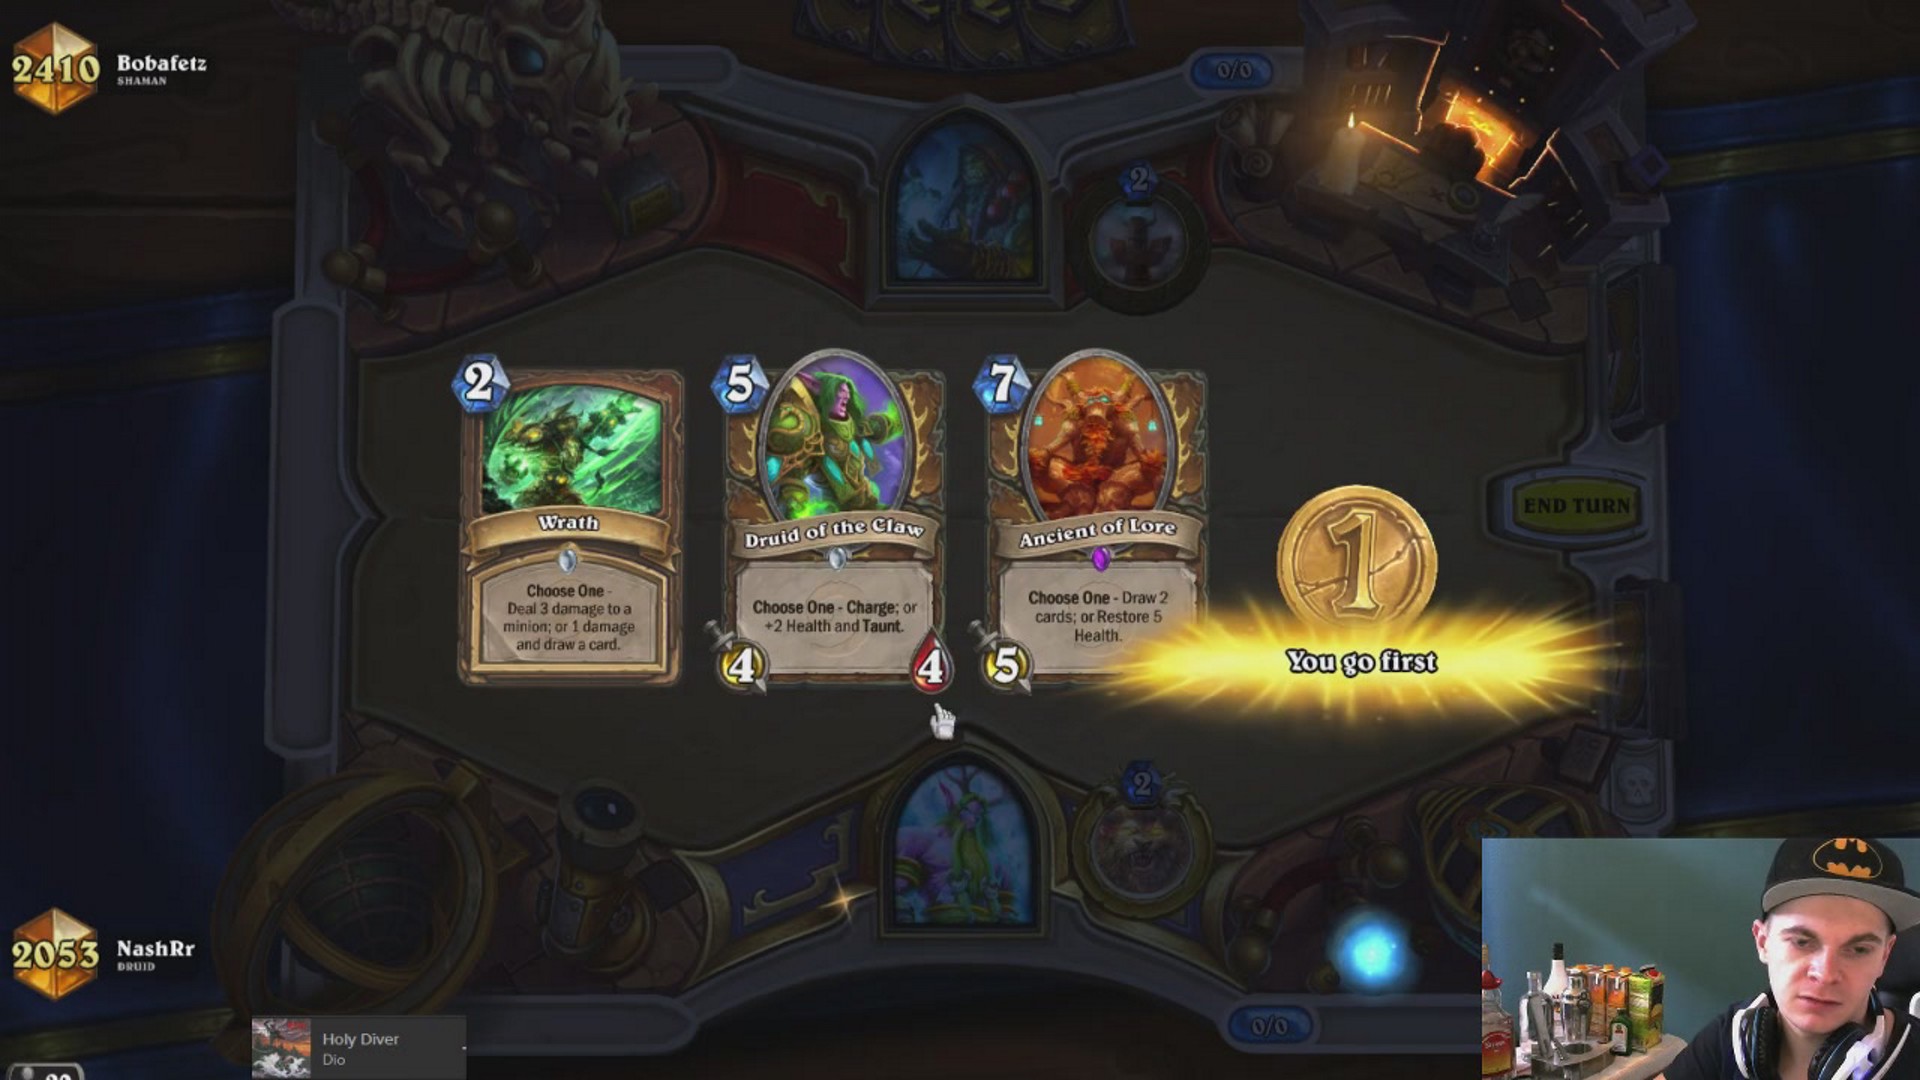 2410
Bobafetz
SHAMAN
0/0
2
2
5
7
Wrath
Choose One -
Deal 3 damage to a
minion; or 1 damage
and draw a card.
Druid of the Claw
Choose One - Charge; or
+2 Health and Taunt.
4
4
Ancient of Lore
Choose One - Draw 2
cards; or Restore 5
Health.
5
1
You go first
END TURN
2
2053
NashRr
DRUID
Holy Diver
Dio
0/0